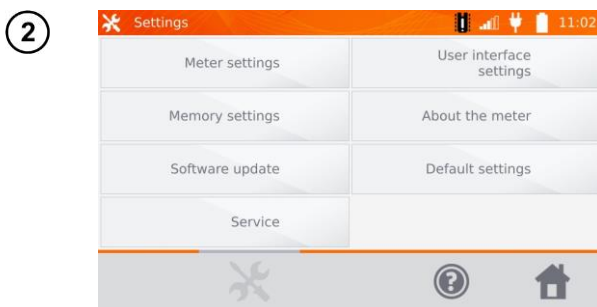 2
Settings
11:02
Meter settings
User interface
settings
Memory settings
About the meter
Software update
Default settings
Service
?